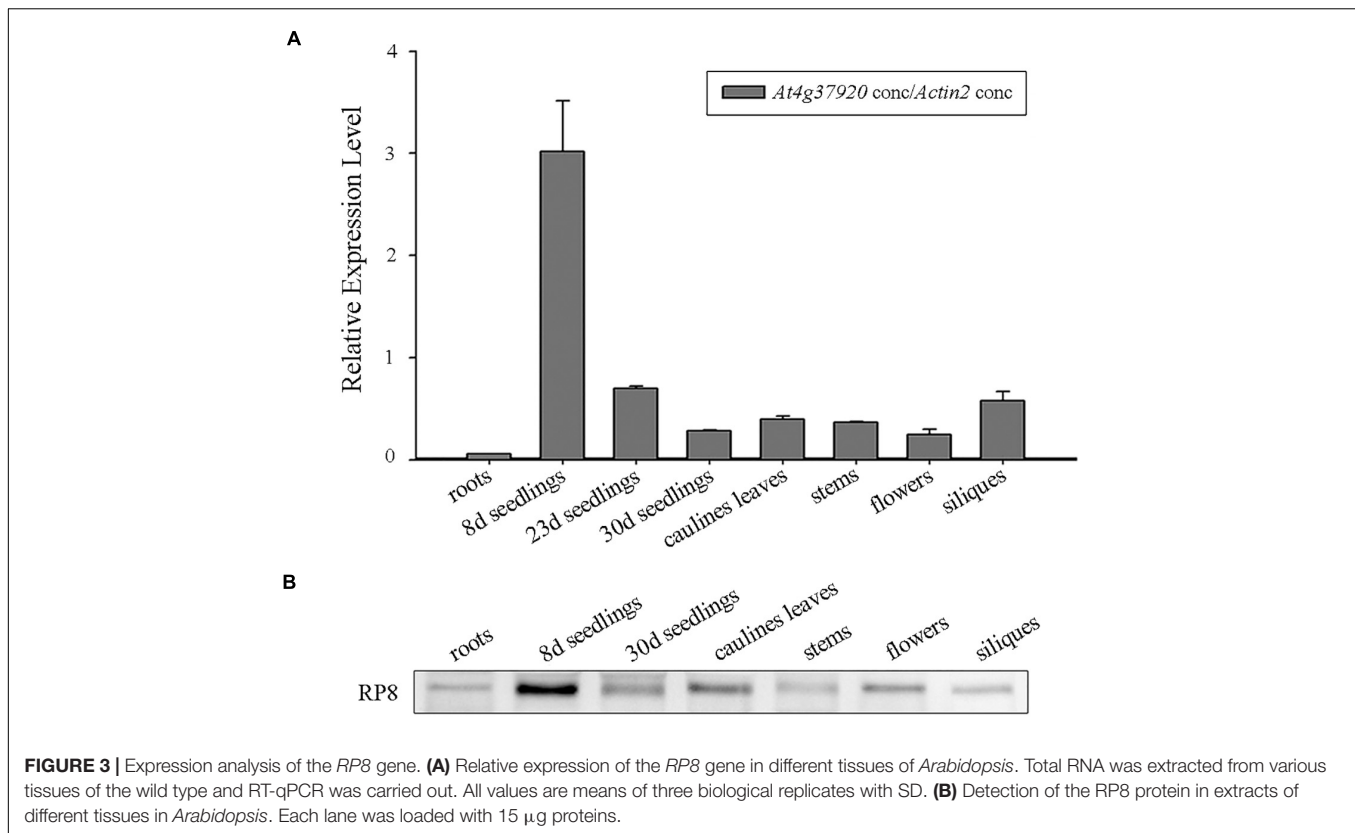 A
4
3
2
1
0
Relative Expression Level
At4g37920 conc/Actin2 conc
roots
8d seedlings
23d seedlings
30d seedlings
caulines leaves
stems
flowers
siliques
B
roots
8d seedlings
30d seedlings
caulines leaves
stems
flowers
siliques
RP8
FIGURE 3 | Expression analysis of the RP8 gene. (A) Relative expression of the RP8 gene in different tissues of Arabidopsis. Total RNA was extracted from various
tissues of the wild type and RT-qPCR was carried out. All values are means of three biological replicates with SD. (B) Detection of the RP8 protein in extracts of
different tissues in Arabidopsis. Each lane was loaded with 15 μg proteins.